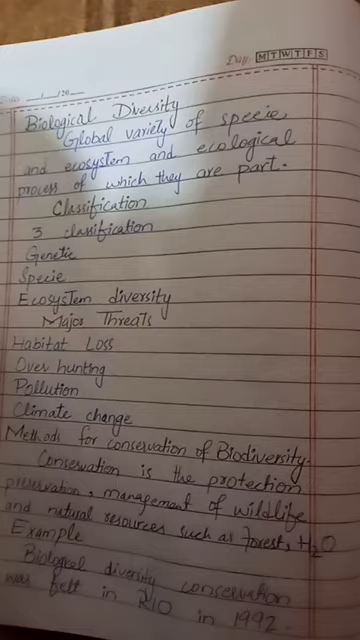 Day: M T W T F S
__/__/20__
Biological Diversity
Global variety of specie,
and ecosystem and ecological
process of which they are part.
Classification
3 classification
Genetic
Specie
Ecosystem diversity
Major Threats
Habitat Loss
Over hunting
Pollution
Climate change
Methods for conservation of Biodiversity.
Conservation is the protection
preservation, management of wildlife
and natural resources such as forest, H₂O
Example
diversity conservation
was felt in RIO in 1992.